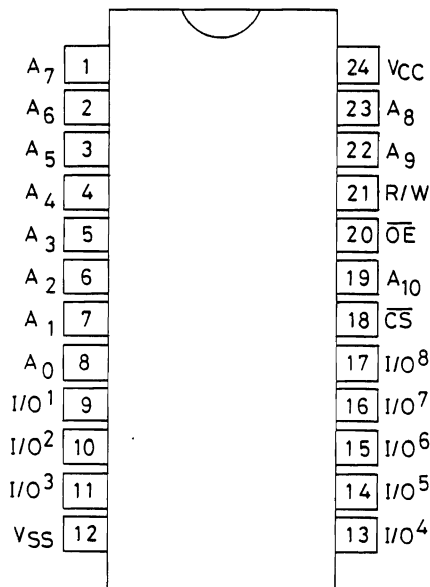 A7 1 24 VCC
A6 2 23 A8
A5 3 22 A9
A4 4 21 R/W
A3 5 20 O̅E̅
A2 6 19 A10
A1 7 18 C̅S̅
A0 8 17 I/O8
I/O1 9 16 I/O7
I/O2 10 15 I/O6
I/O3 11 14 I/O5
VSS 12 13 I/O4